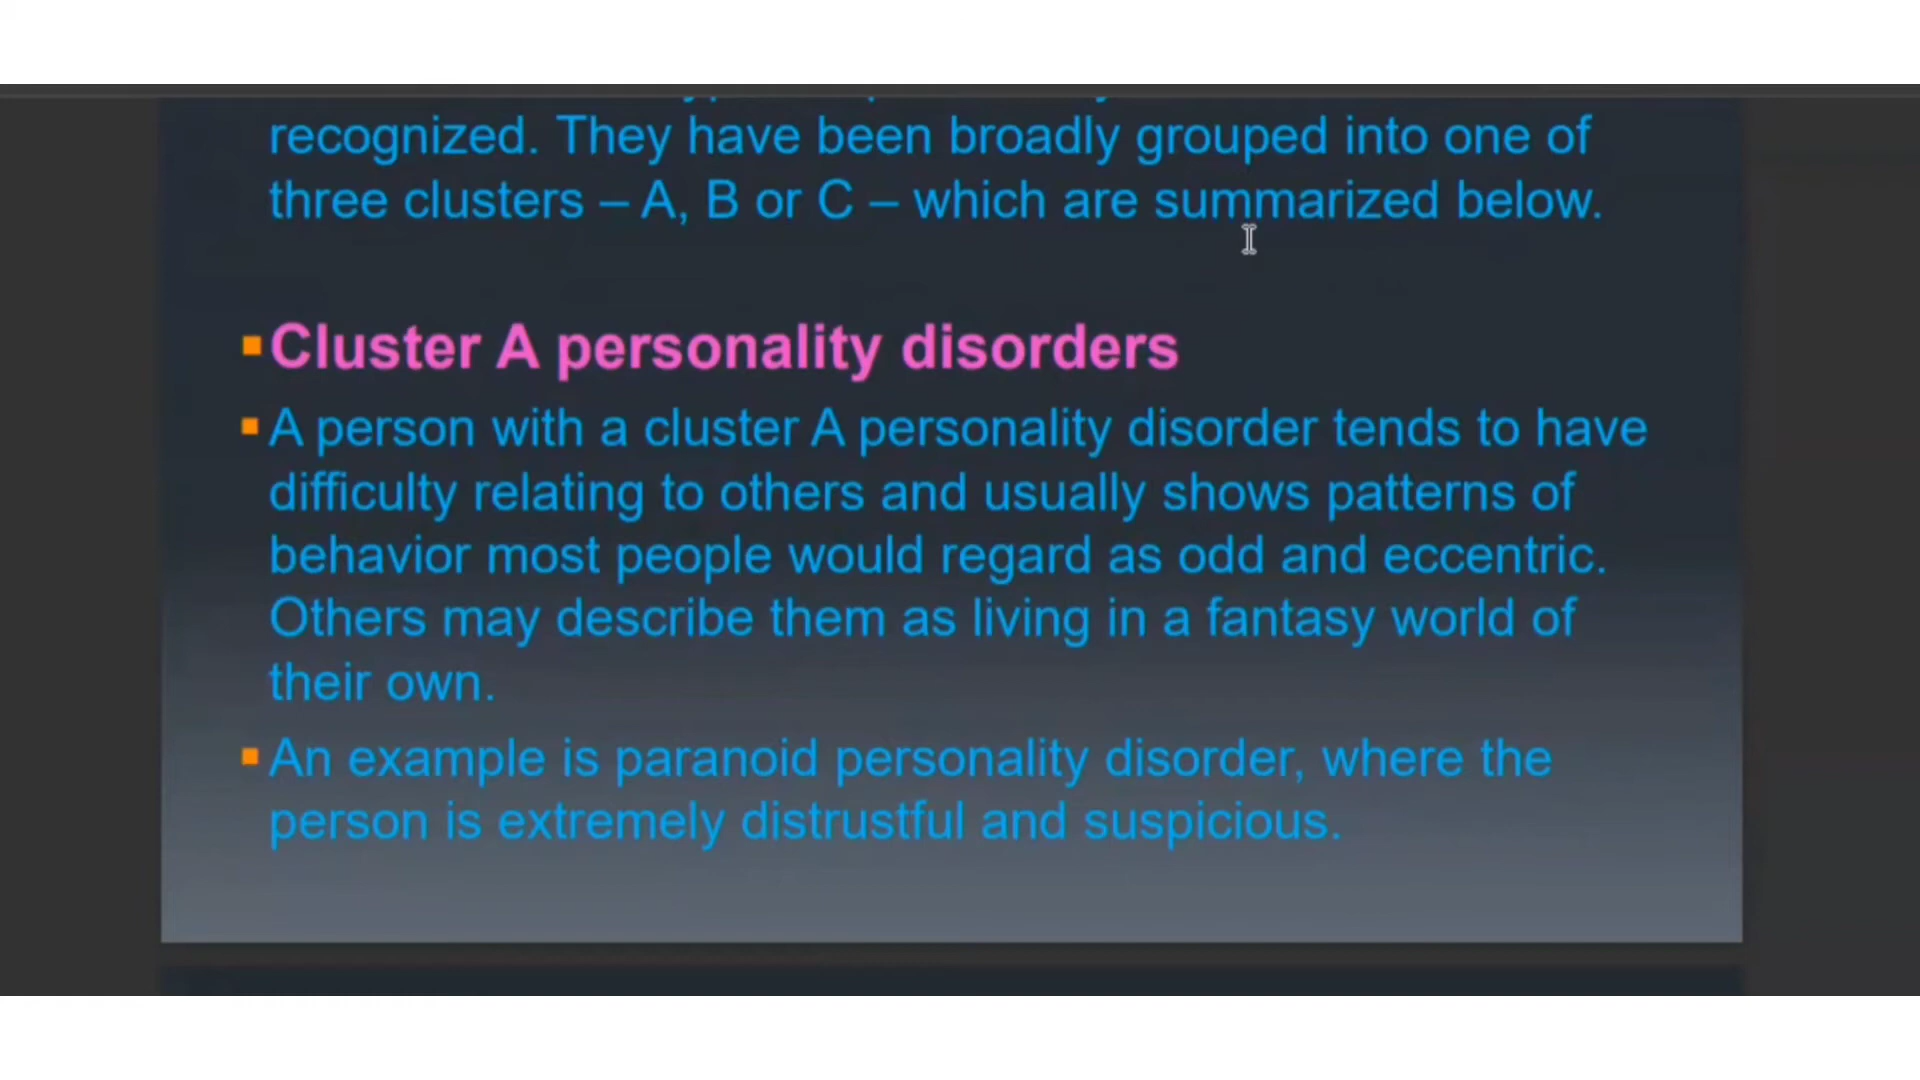 recognized. They have been broadly grouped into one of
three clusters – A, B or C – which are summarized below.
Cluster A personality disorders
A person with a cluster A personality disorder tends to have
difficulty relating to others and usually shows patterns of
behavior most people would regard as odd and eccentric.
Others may describe them as living in a fantasy world of
their own.
An example is paranoid personality disorder, where the
person is extremely distrustful and suspicious.